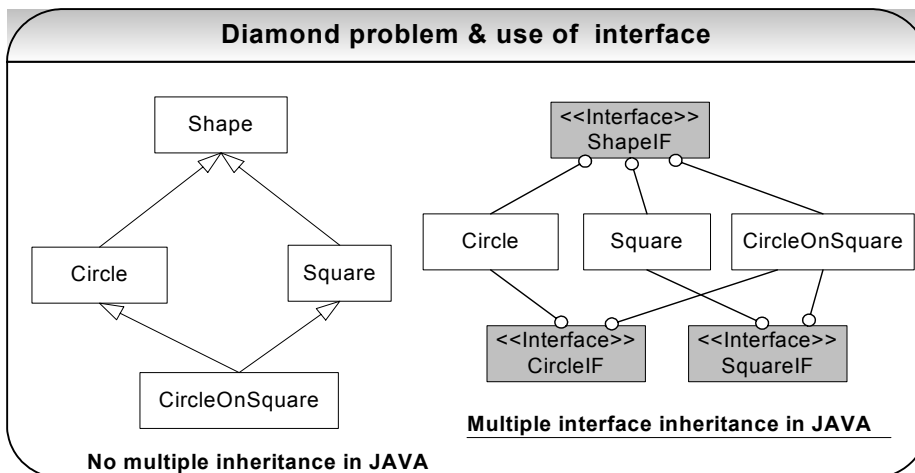 Diamond problem & use of interface
Shape
Circle
Square
CircleOnSquare
No multiple inheritance in JAVA
<<Interface>>
ShapeIF
Circle
Square
CircleOnSquare
<<Interface>>
CircleIF
<<Interface>>
SquareIF
Multiple interface inheritance in JAVA